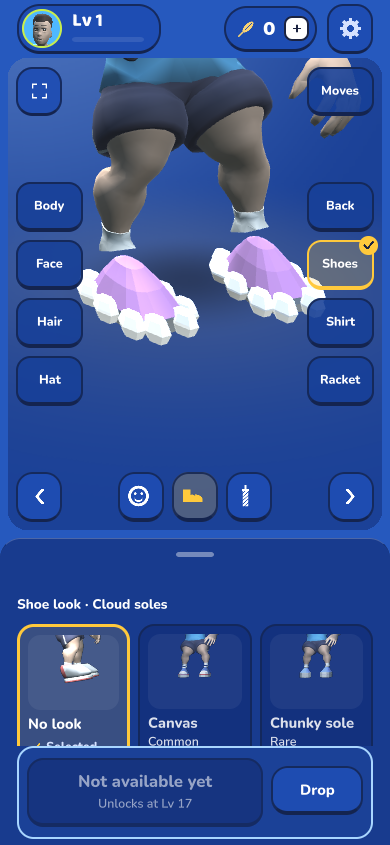 Lv 1
0
+
Moves
Body
Back
Face
Shoes
Hair
Shirt
Hat
Racket
Shoe look · Cloud soles
No look
✓ Selected
Canvas
Common
Chunky sole
Rare
Not available yet
Unlocks at Lv 17
Drop